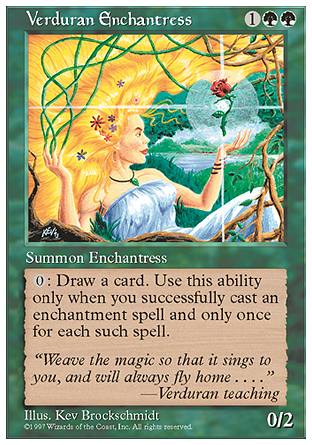 Verduran Enchantress 1
Summon Enchantress
0: Draw a card. Use this ability
only when you successfully cast an
enchantment spell and only once
for each such spell.
“Weave the magic so that it sings to
you, and will always fly home . . . .”
—Verduran teaching
Illus. Kev Brockschmidt
©1997 Wizards of the Coast, Inc. All rights reserved.
0/2